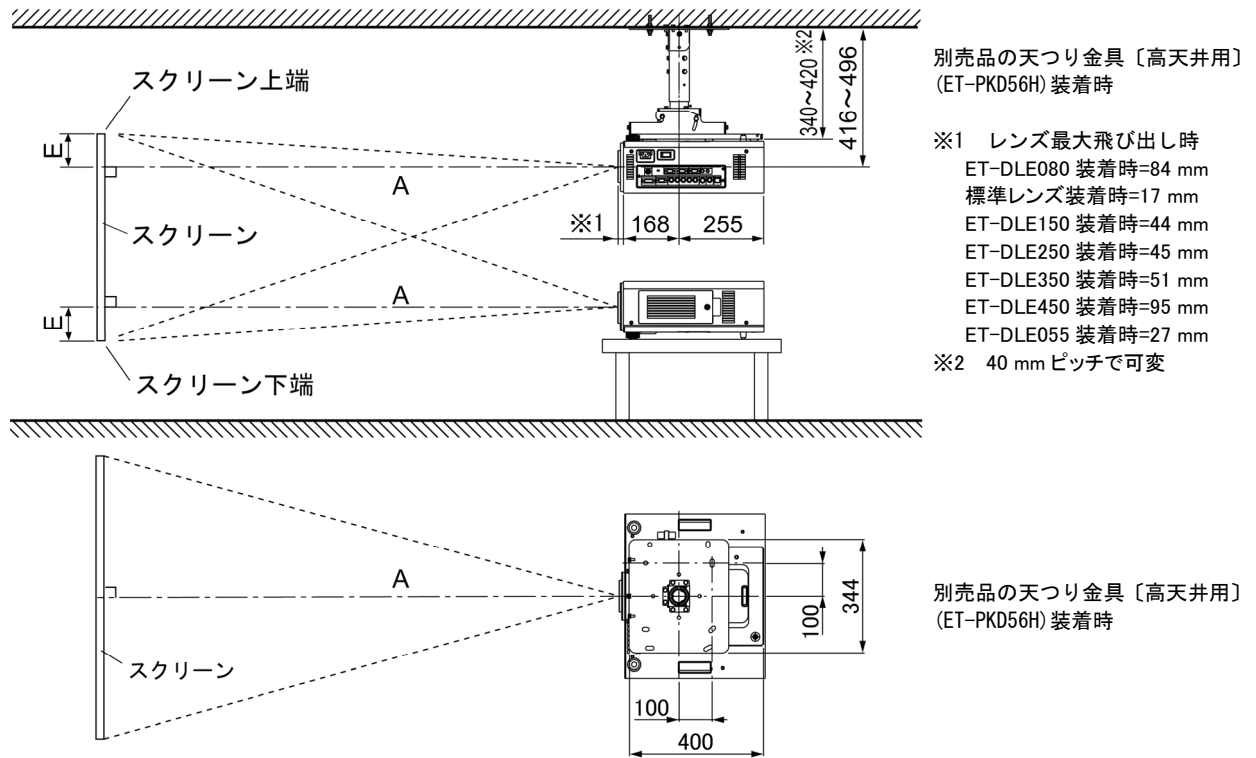 スクリーン上端
E
A
スクリーン
※1
168
255
340~420 ※2
416~496
A
E
スクリーン下端
別売品の天つり金具〔高天井用〕
(ET-PKD56H)装着時
※1 レンズ最大飛び出し時
ET-DLE080 装着時=84 mm
標準レンズ装着時=17 mm
ET-DLE150 装着時=44 mm
ET-DLE250 装着時=45 mm
ET-DLE350 装着時=51 mm
ET-DLE450 装着時=95 mm
ET-DLE055 装着時=27 mm
※2 40 mm ピッチで可変
A
スクリーン
100
344
100
400
別売品の天つり金具〔高天井用〕
(ET-PKD56H)装着時